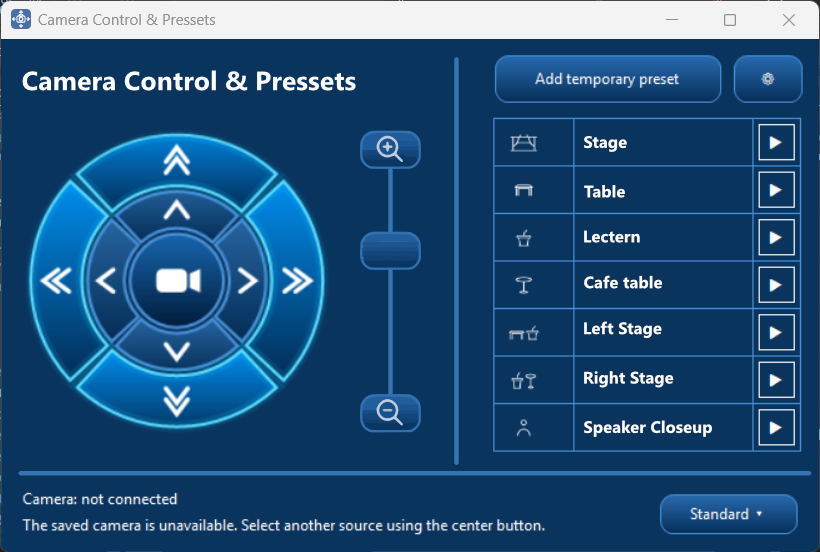 Camera Control & Pressets
Camera Control & Pressets
Add temporary preset
Stage
Table
Lectern
Cafe table
Left Stage
Right Stage
Speaker Closeup
Camera: not connected
The saved camera is unavailable. Select another source using the center button.
Standard